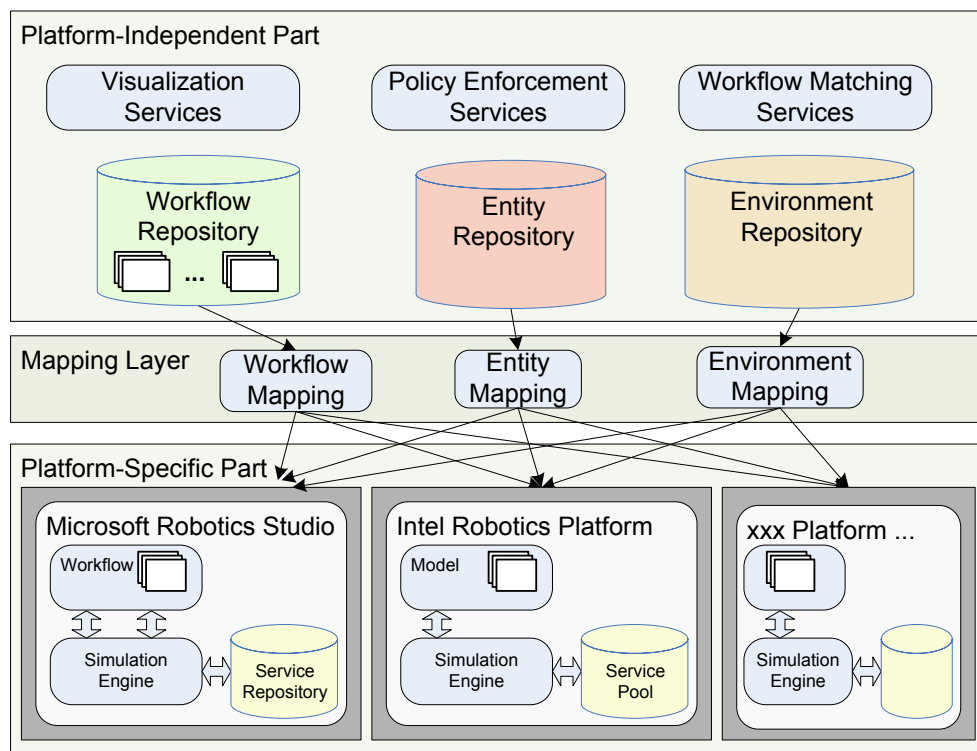 Platform-Independent Part
Visualization
Services
Policy Enforcement
Services
Workflow Matching
Services
Workflow
Repository
...
Entity
Repository
Environment
Repository
Mapping Layer
Workflow
Mapping
Entity
Mapping
Environment
Mapping
Platform-Specific Part
Microsoft Robotics Studio
Workflow
Simulation
Engine
Service
Repository
Intel Robotics Platform
Model
Simulation
Engine
Service
Pool
xxx Platform ...
Simulation
Engine